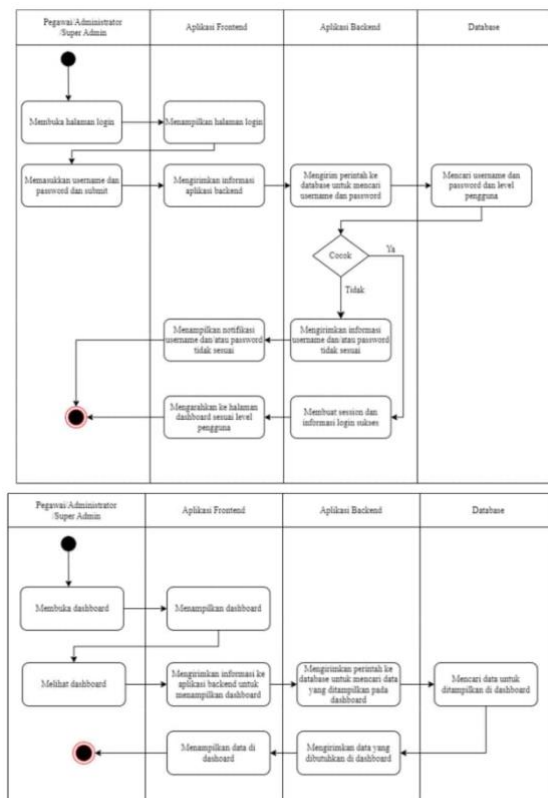 Pegawai/Administrator
/Super Admin
Aplikasi Frontend
Aplikasi Backend
Database
Membuka halaman login
Menampilkan halaman login
Memasukkan username dan
password dan submit
Mengirimkan informasi
aplikasi backend
Mengirim perintah ke
database untuk mencari
username dan password
Mencari username dan
password dan level
pengguna
Cocok
Ya
Tidak
Menampilkan notifikasi
username dan/atau password
tidak sesuai
Mengirimkan informasi
username dan/atau password
tidak sesuai
Mengarahkan ke halaman
dashboard sesuai level
pengguna
Membuat session dan
informasi login sukses
Pegawai/Administrator
/Super Admin
Aplikasi Frontend
Aplikasi Backend
Database
Membuka dashboard
Menampilkan dashboard
Melihat dashboard
Mengirimkan informasi ke
aplikasi backend untuk
menampilkan dashboard
Mengirimkan perintah ke
database untuk mencari data
yang ditampilkan pada
dashboard
Mencari data untuk
ditampilkan di dashboard
Menampilkan data di
dashoard
Mengirimkan data yang
dibutuhkan di dashboard